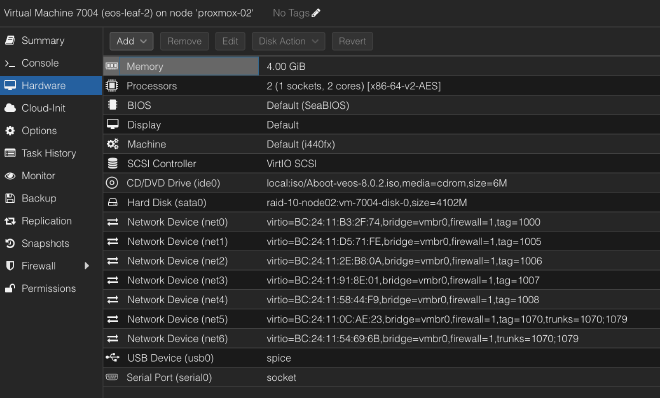 Virtual Machine 7004 (eos-leaf-2) on node 'proxmox-02' No Tags
Summary
Console
Hardware
Cloud-Init
Options
Task History
Monitor
Backup
Replication
Snapshots
Firewall
Permissions
Add Remove Edit Disk Action Revert
Memory 4.00 GiB
Processors 2 (1 sockets, 2 cores) [x86-64-v2-AES]
BIOS Default (SeaBIOS)
Display Default
Machine Default (i440fx)
SCSI Controller VirtIO SCSI
CD/DVD Drive (ide0) local:iso/Aboot-veos-8.0.2.iso,media=cdrom,size=6M
Hard Disk (sata0) raid-10-node02:vm-7004-disk-0,size=4102M
Network Device (net0) virtio=BC:24:11:B3:2F:74,bridge=vmbr0,firewall=1,tag=1000
Network Device (net1) virtio=BC:24:11:D5:71:FE,bridge=vmbr0,firewall=1,tag=1005
Network Device (net2) virtio=BC:24:11:2E:B8:0A,bridge=vmbr0,firewall=1,tag=1006
Network Device (net3) virtio=BC:24:11:91:8E:01,bridge=vmbr0,firewall=1,tag=1007
Network Device (net4) virtio=BC:24:11:58:44:F9,bridge=vmbr0,firewall=1,tag=1008
Network Device (net5) virtio=BC:24:11:0C:AE:23,bridge=vmbr0,firewall=1,tag=1070,trunks=1070;1079
Network Device (net6) virtio=BC:24:11:54:69:6B,bridge=vmbr0,firewall=1,trunks=1070;1079
USB Device (usb0) spice
Serial Port (serial0) socket